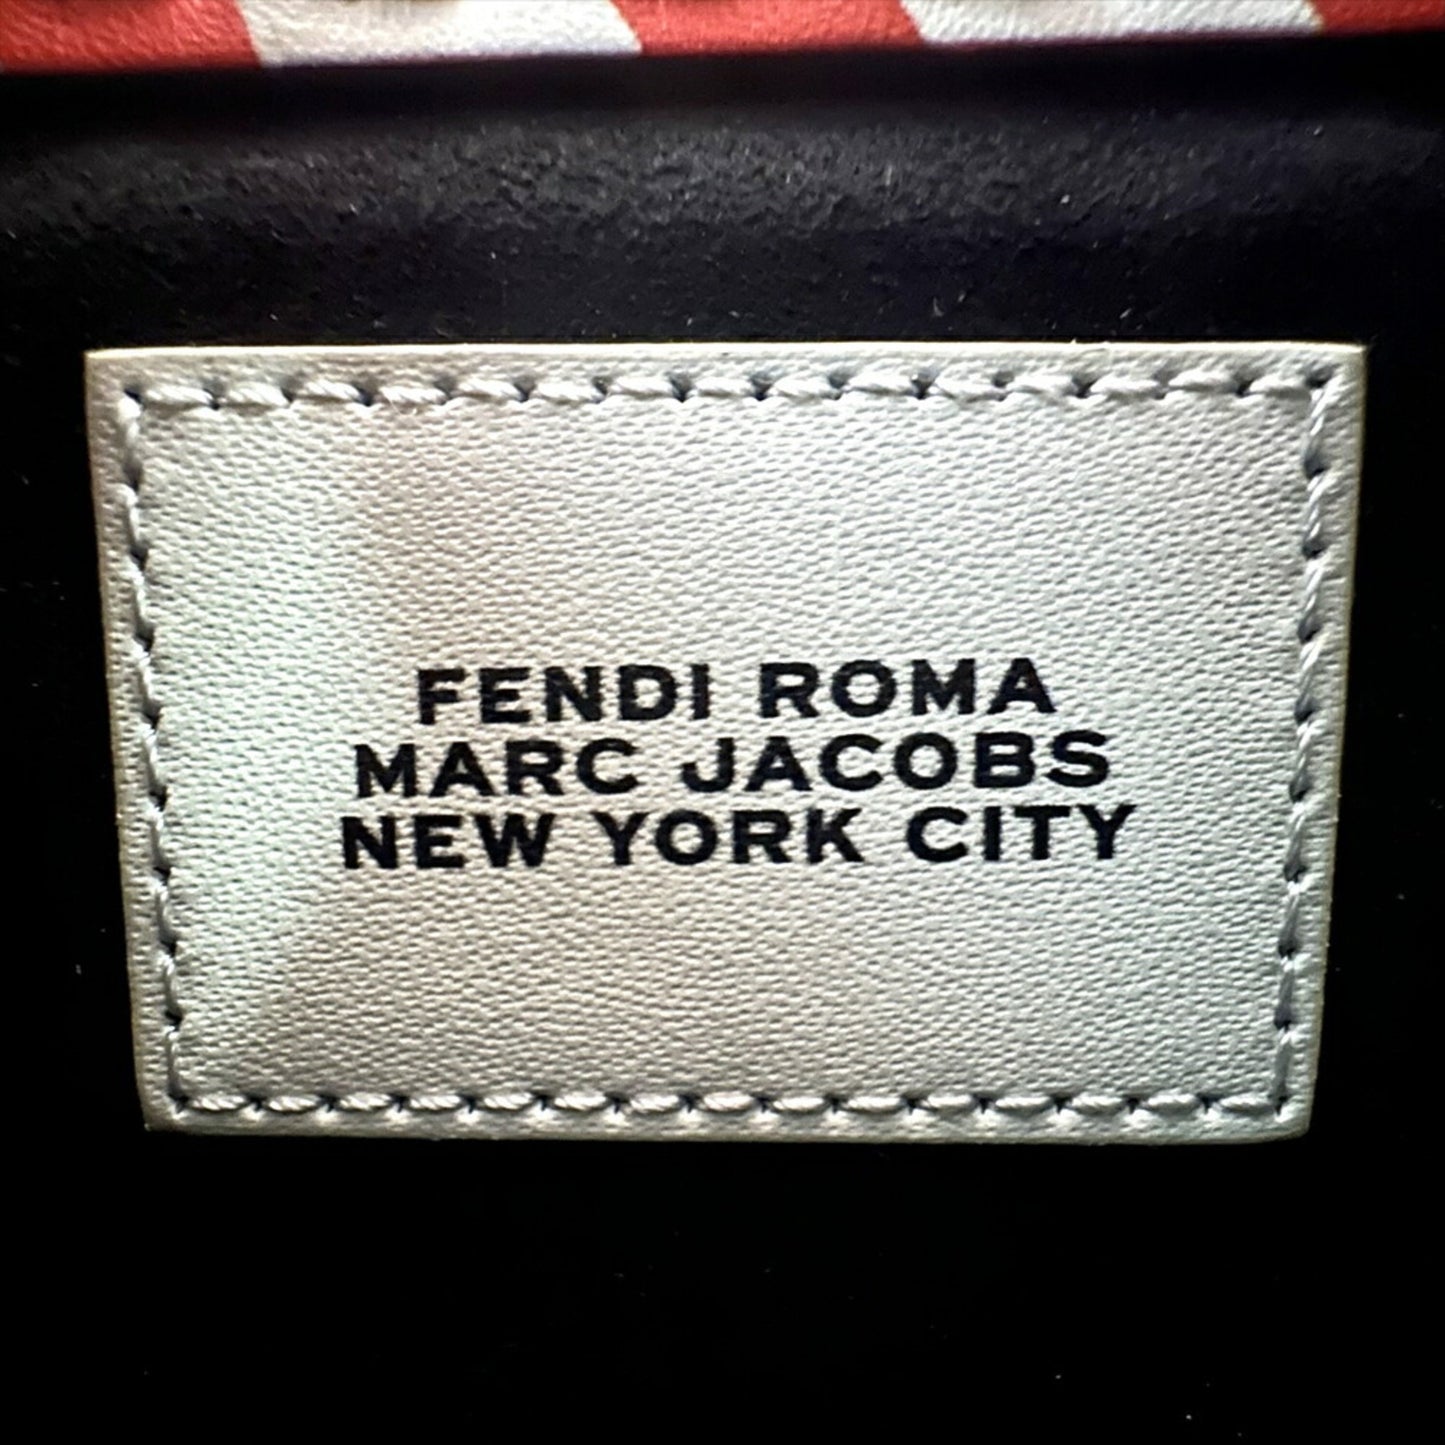 FENDI ROMA
MARC JACOBS
NEW YORK CITY